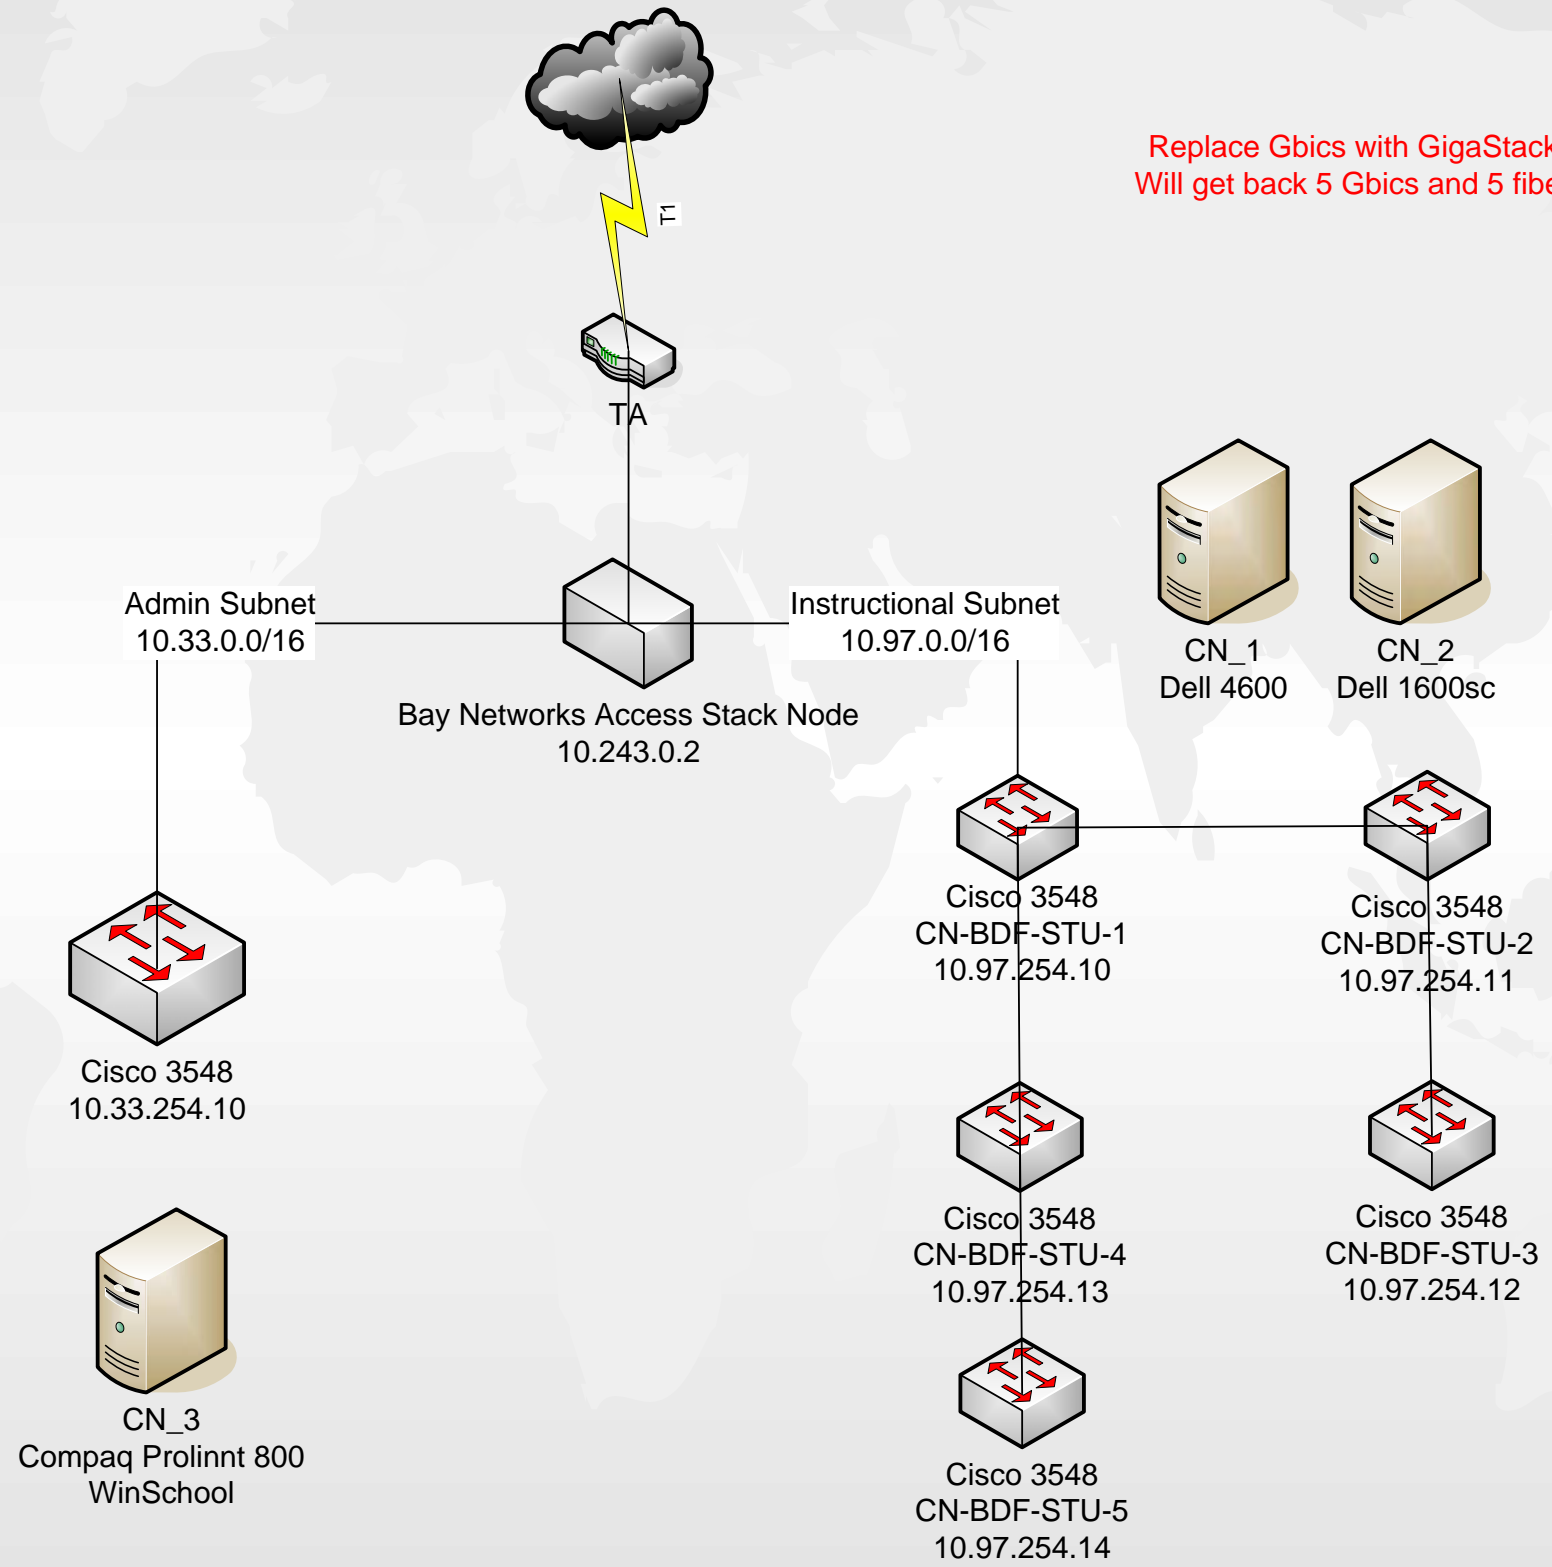 Replace Gbics with GigaStack
Will get back 5 Gbics and 5
T1
TA
Admin Subnet
10.33.0.0/16
Instructional Subnet
10.97.0.0/16
Bay Networks Access Stack Node
10.243.0.2
CN_1
Dell 4600
CN_2
Dell 1600sc
Cisco 3548
CN-BDF-STU-1
10.97.254.10
Cisco 3548
CN-BDF-STU-2
10.97.254.11
Cisco 3548
10.33.254.10
Cisco 3548
CN-BDF-STU-4
10.97.254.13
Cisco 3548
CN-BDF-STU-3
10.97.254.12
CN_3
Compaq Prolinnt 800
WinSchool
Cisco 3548
CN-BDF-STU-5
10.97.254.14